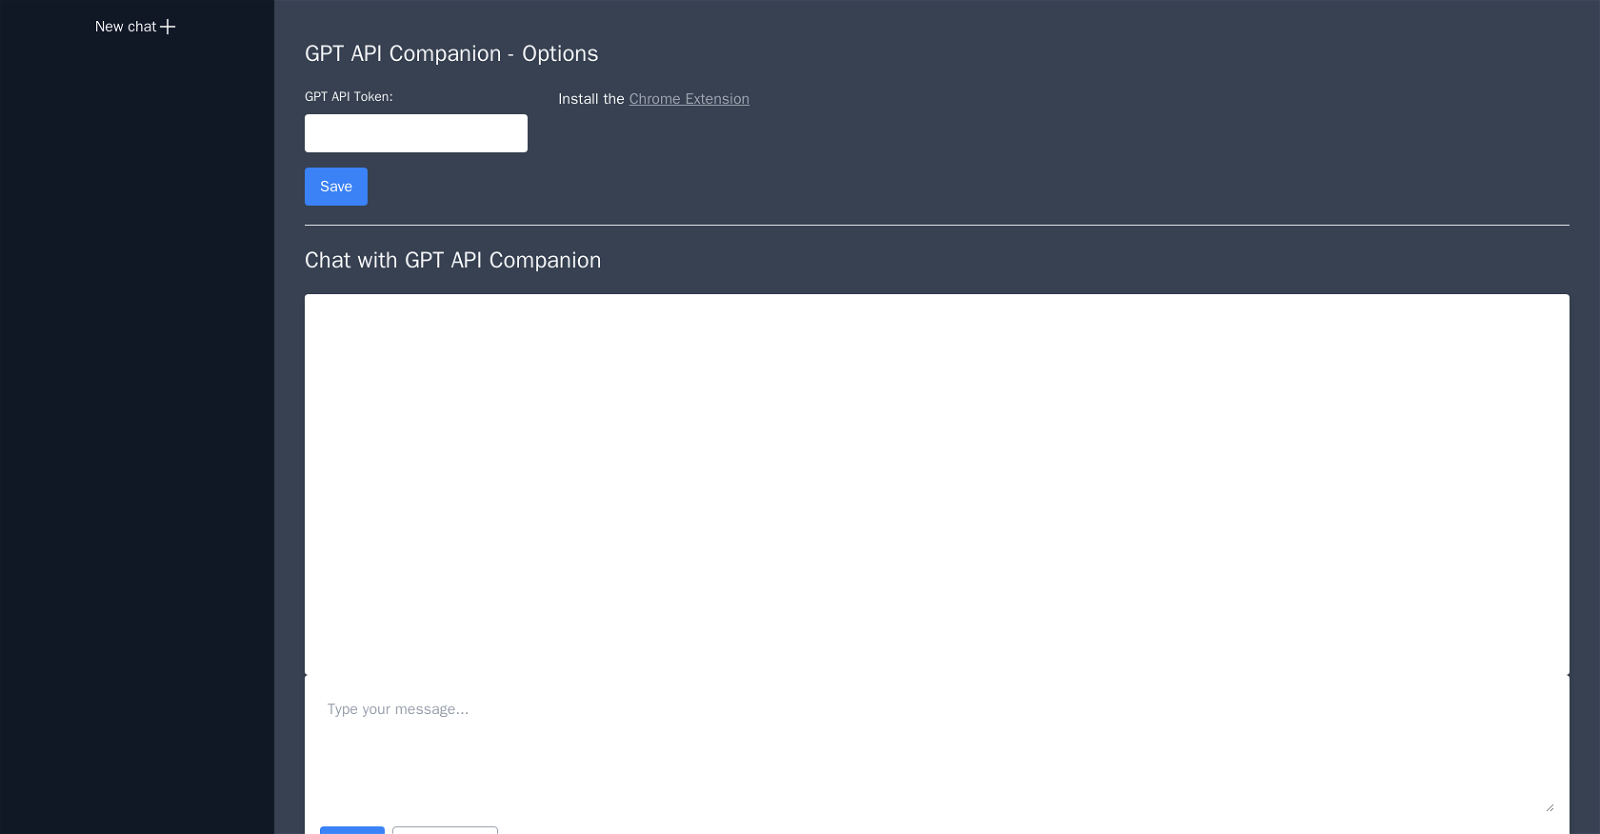 New chat
GPT API Companion - Options
GPT API Token:
Install the Chrome Extension
Save
Chat with GPT API Companion
Type your message...